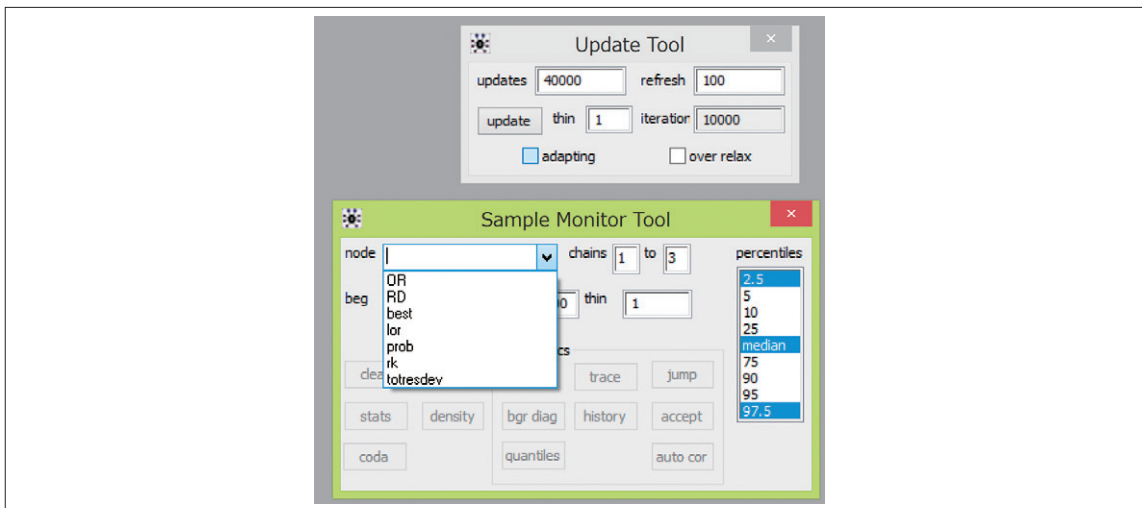 Update Tool
updates 40000 refresh 100
update thin 1 iteration 10000
adapting over relax
Sample Monitor Tool
node chains 1 to 3 percentiles
OR
RD
best
lor
prob
rk
totresdev
beg thin 1
2.5
5
10
25
median
75
90
95
97.5
trace jump
stats density bgr diag history accept
coda quantiles auto cor